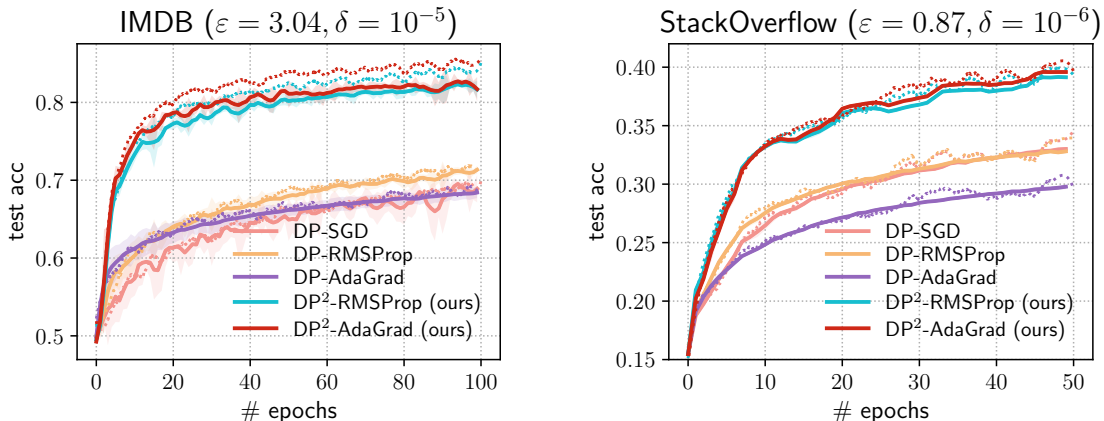 IMDB (ε = 3.04, δ = 10⁻⁵)
test acc
0.8
0.7
0.6
0.5
DP-SGD
DP-RMSProp
DP-AdaGrad
DP²-RMSProp (ours)
DP²-AdaGrad (ours)
0 20 40 60 80 100
# epochs
StackOverflow (ε = 0.87, δ = 10⁻⁶)
test acc
0.40
0.35
0.30
0.25
0.20
0.15
DP-SGD
DP-RMSProp
DP-AdaGrad
DP²-RMSProp (ours)
DP²-AdaGrad (ours)
0 10 20 30 40 50
# epochs